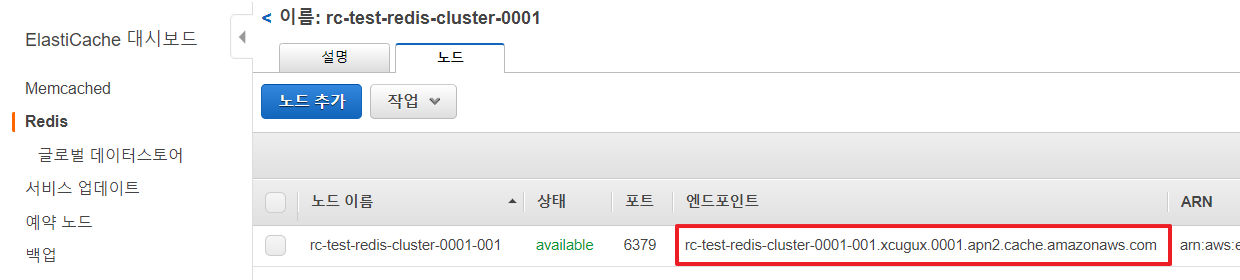 ElastiCache 대시보드
Memcached
Redis
글로벌 데이터스토어
서비스 업데이트
예약 노드
백업
< 이름: rc-test-redis-cluster-0001
설명 노드
노드 추가 작업
노드 이름 상태 포트 엔드포인트 ARN
rc-test-redis-cluster-0001-001 available 6379 rc-test-redis-cluster-0001-001.xcugux.0001.apn2.cache.amazonaws.com arn:aws:e